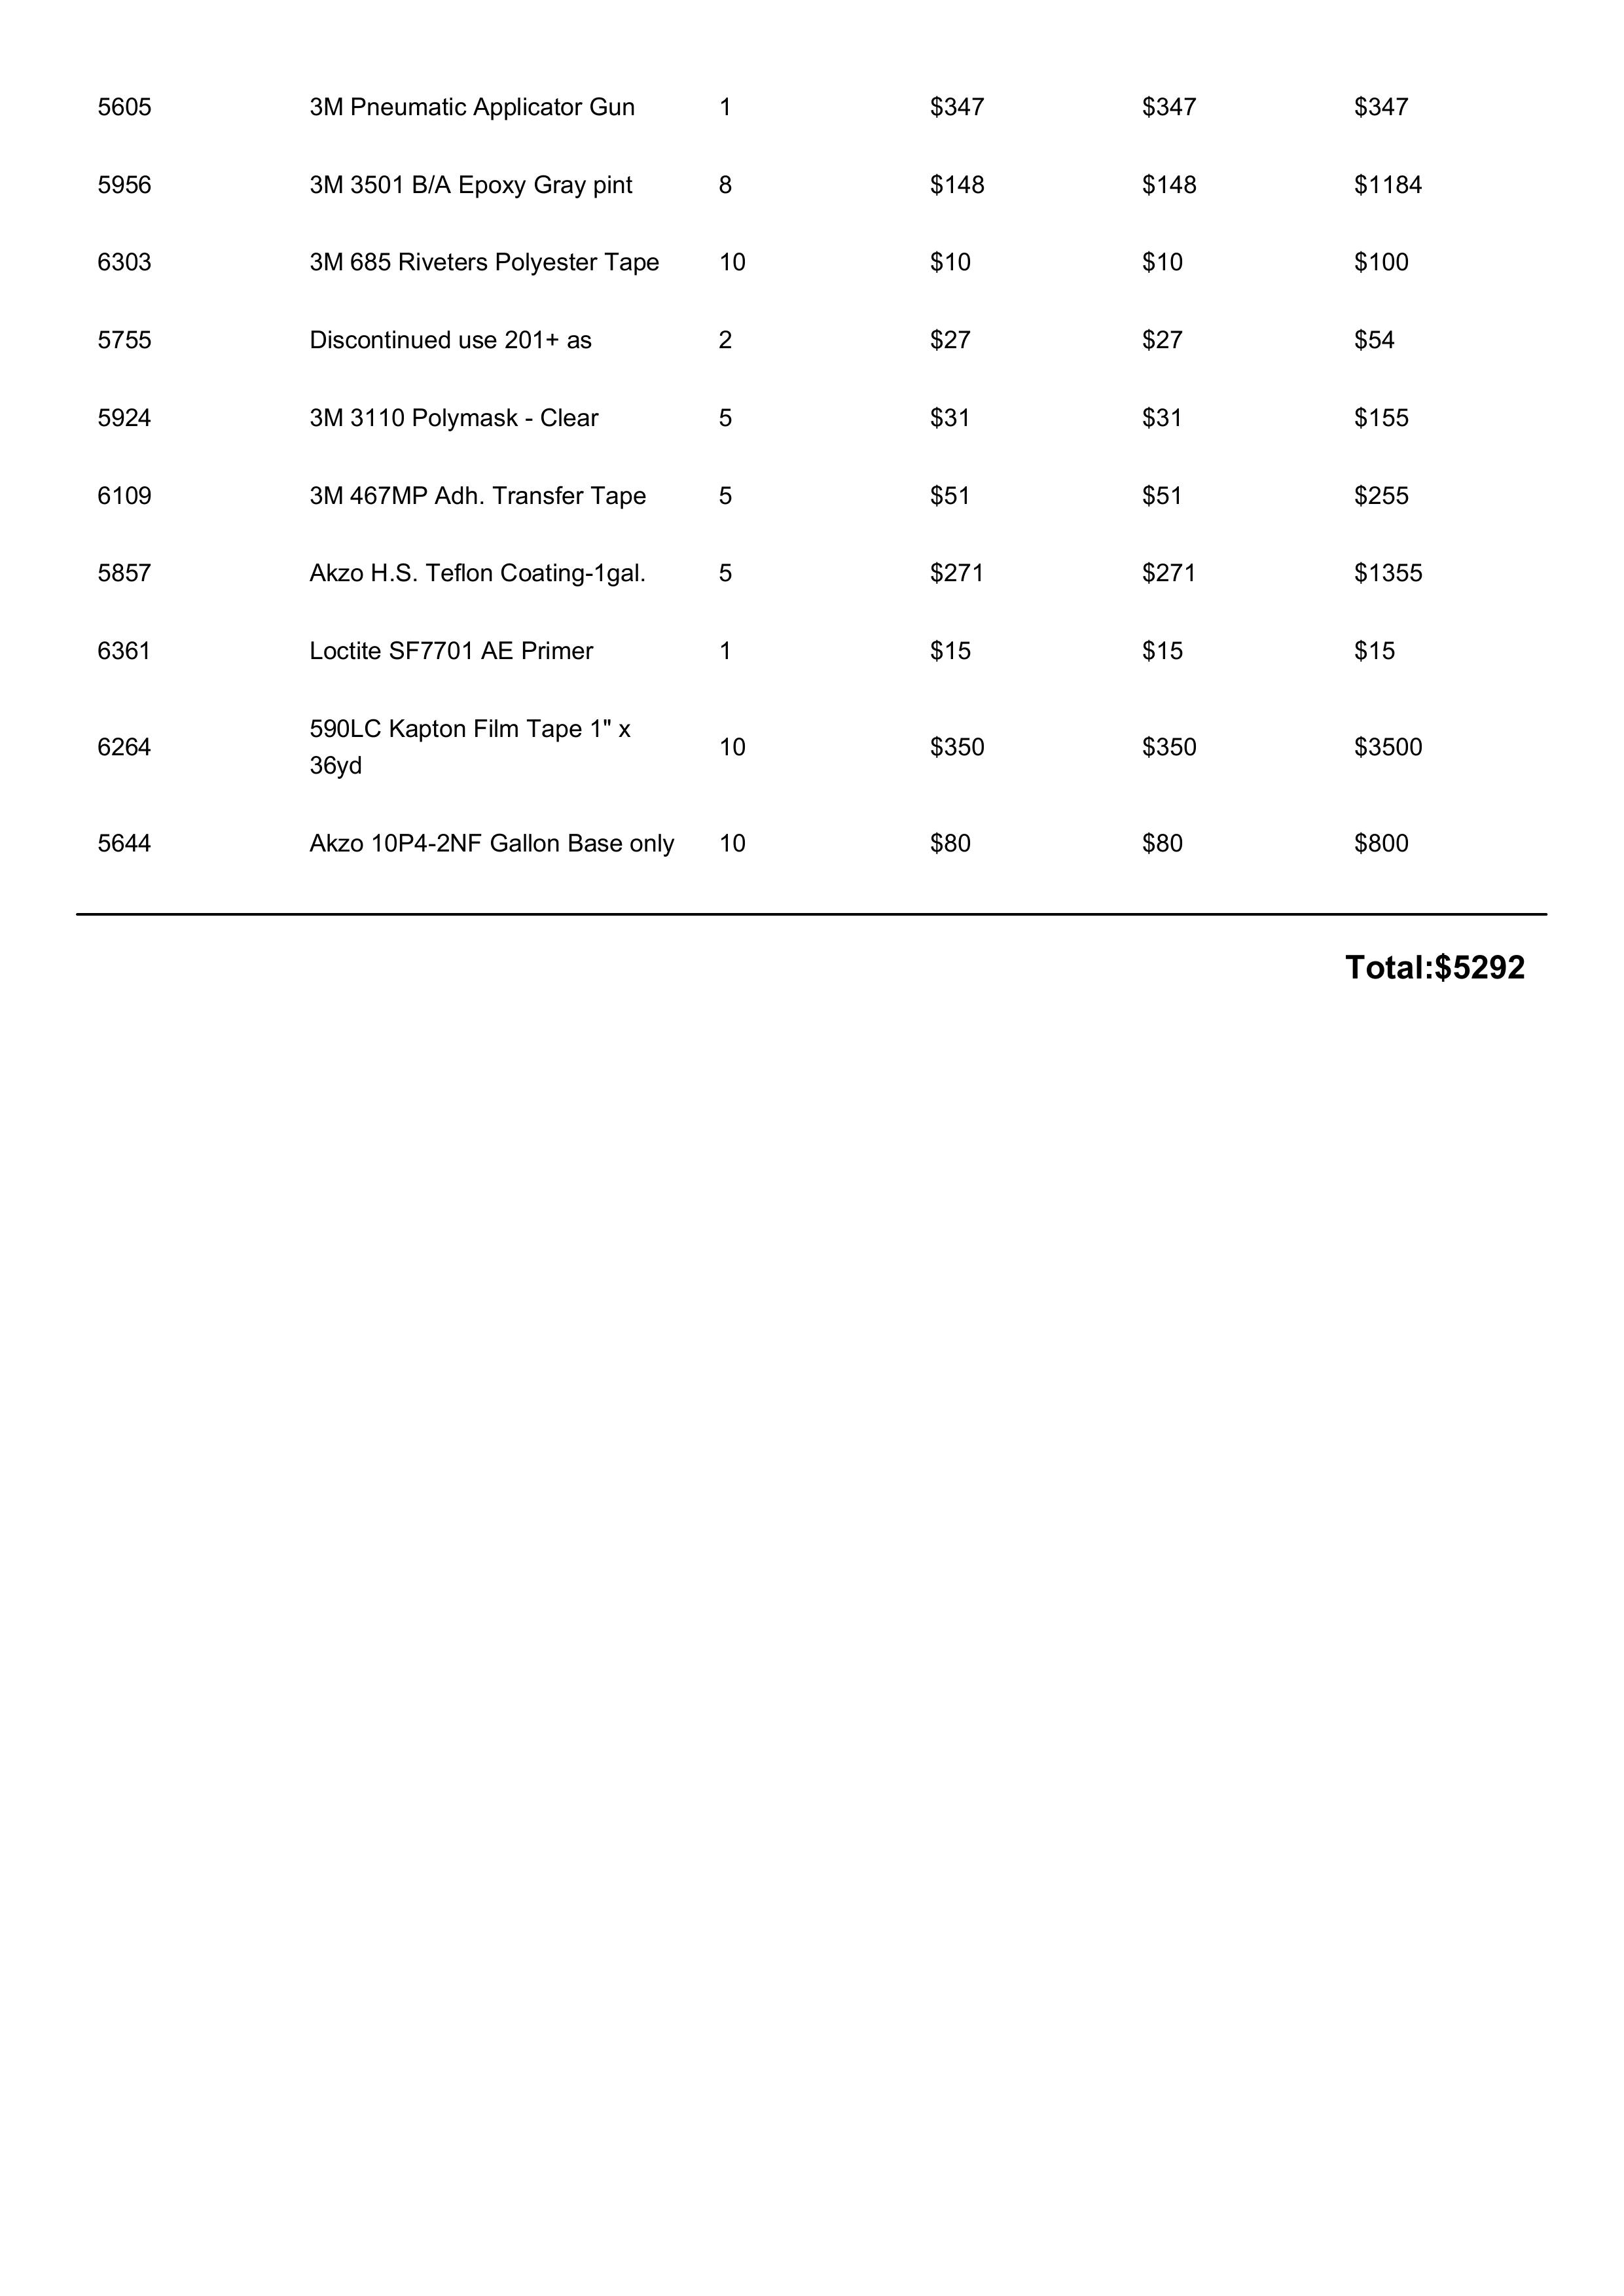 5605 3M Pneumatic Applicator Gun 1 $347 $347 $347
5956 3M 3501 B/A Epoxy Gray pint 8 $148 $148 $1184
6303 3M 685 Riveters Polyester Tape 10 $10 $10 $100
5755 Discontinued use 201+ as 2 $27 $27 $54
5924 3M 3110 Polymask - Clear 5 $31 $31 $155
6109 3M 467MP Adh. Transfer Tape 5 $51 $51 $255
5857 Akzo H.S. Teflon Coating-1gal. 5 $271 $271 $1355
6361 Loctite SF7701 AE Primer 1 $15 $15 $15
6264 590LC Kapton Film Tape 1" x 10 $350 $350 $3500
36yd
5644 Akzo 10P4-2NF Gallon Base only 10 $80 $80 $800
Total:$5292